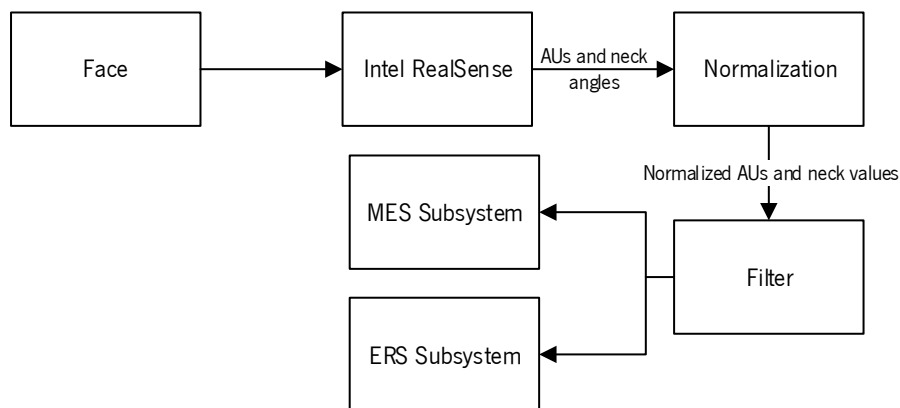 Face
Intel RealSense
AUs and neck
angles
Normalization
Normalized AUs and neck values
MES Subsystem
Filter
ERS Subsystem